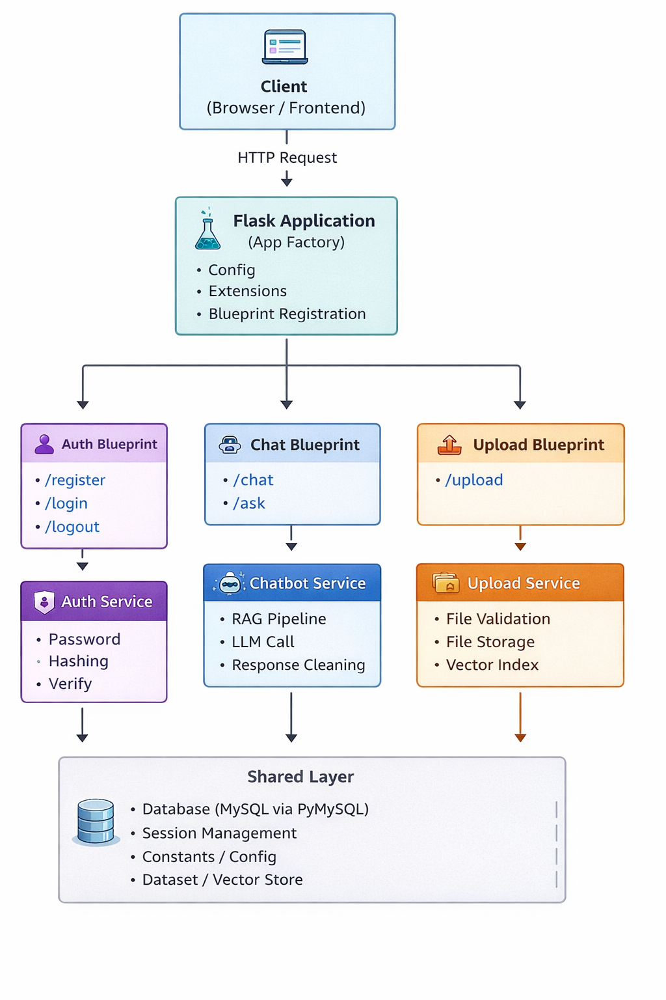 Client
(Browser / Frontend)
HTTP Request
Flask Application
(App Factory)
• Config
• Extensions
• Blueprint Registration
Auth Blueprint
• /register
• /login
• /logout
Chat Blueprint
• /chat
• /ask
Upload Blueprint
• /upload
Auth Service
• Password
• Hashing
• Verify
Chatbot Service
• RAG Pipeline
• LLM Call
• Response Cleaning
Upload Service
• File Validation
• File Storage
• Vector Index
Shared Layer
• Database (MySQL via PyMySQL)
• Session Management
• Constants / Config
• Dataset / Vector Store